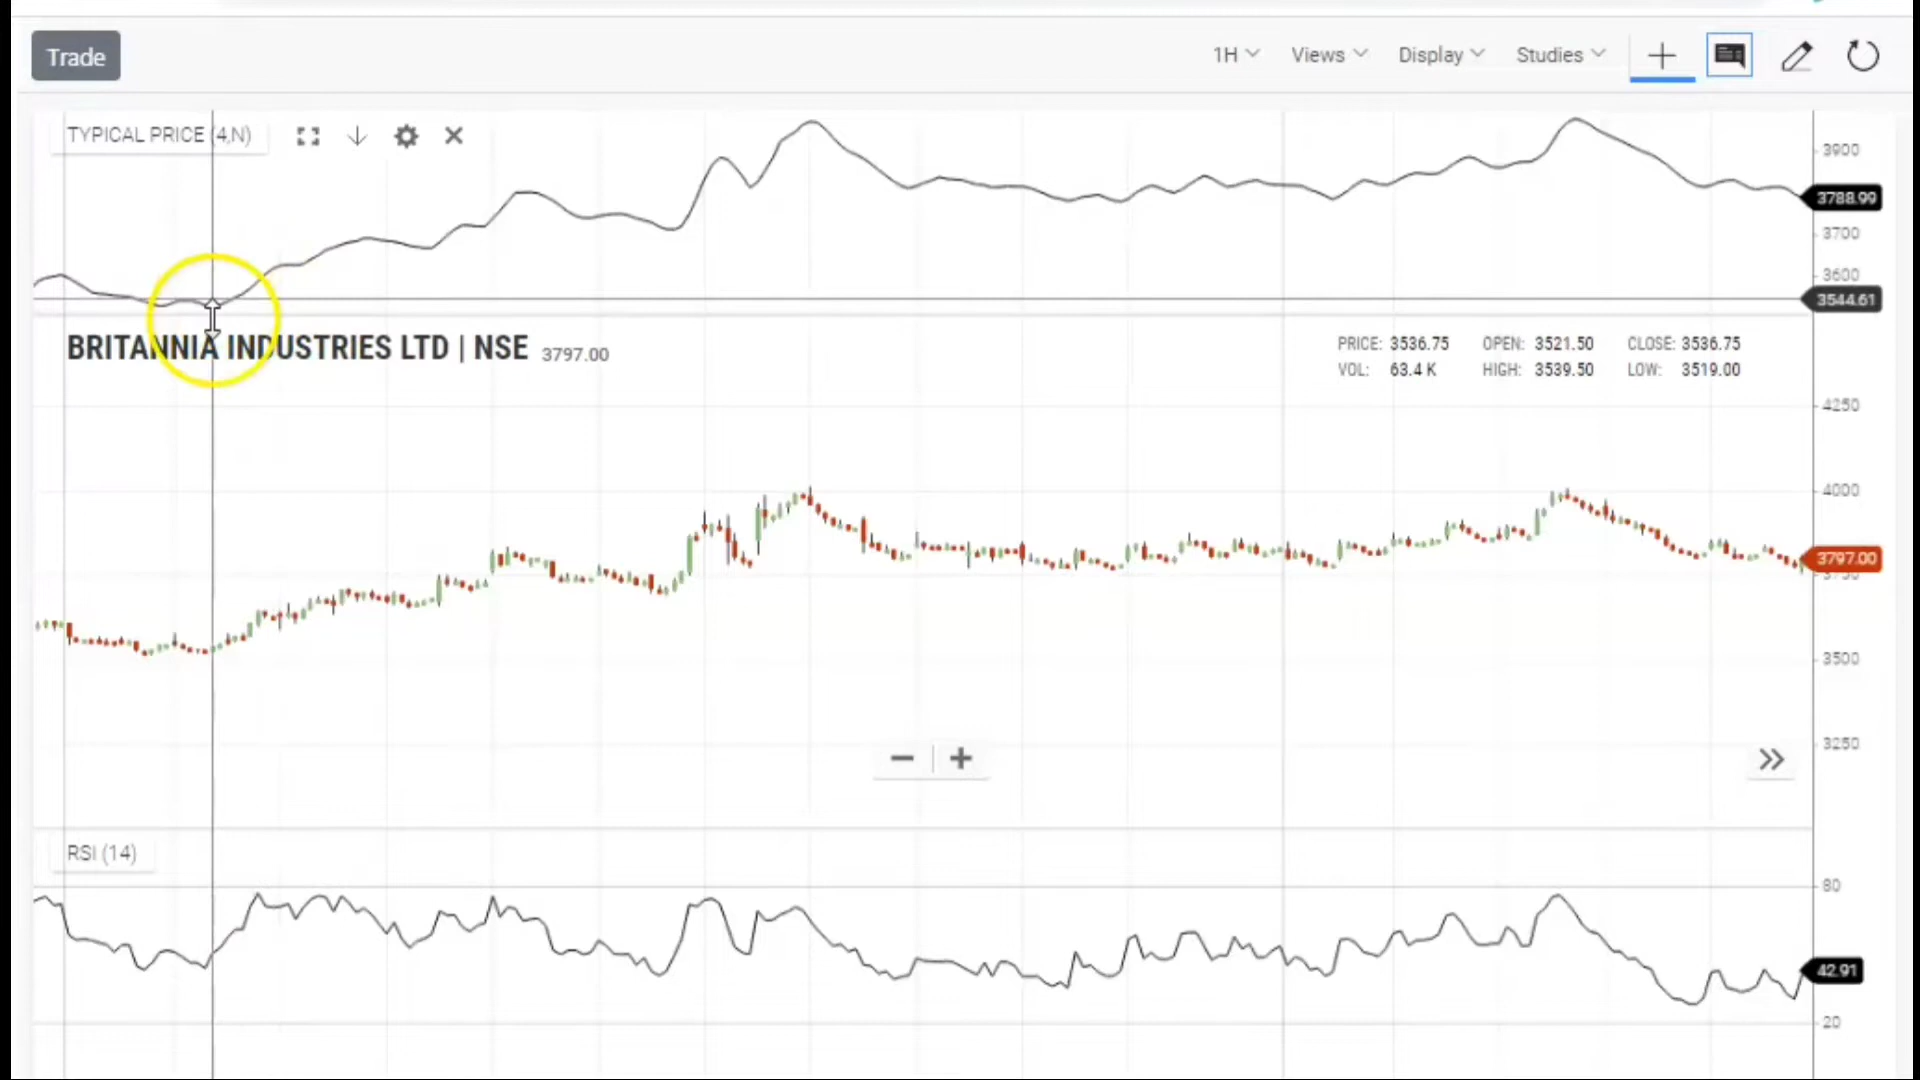 Trade 1H Views Display Studies
TYPICAL PRICE (4,N)
3900
3788.99
3700
3600
3544.61
BRITANNIA INDUSTRIES LTD | NSE 3797.00
PRICE: 3536.75 OPEN: 3521.50 CLOSE: 3536.75
VOL: 63.4 K HIGH: 3539.50 LOW: 3519.00
4250
4000
3797.00
3750
3500
3250
RSI (14)
80
42.91
20